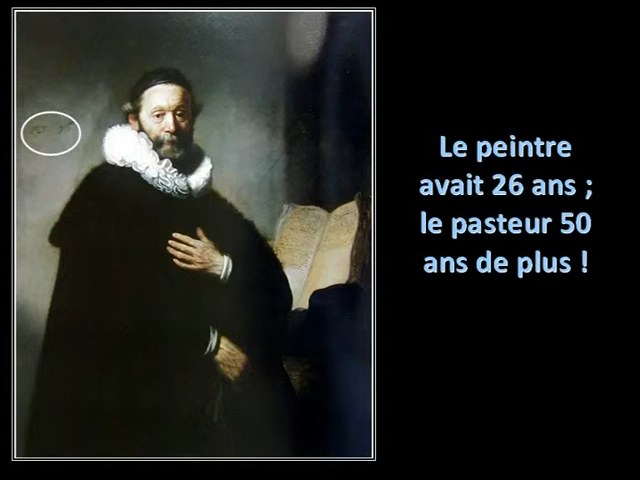 Le peintre
avait 26 ans ;
le pasteur 50
ans de plus !